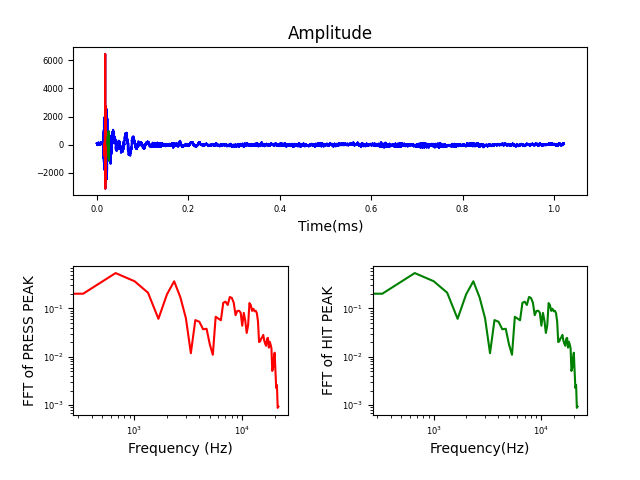 Amplitude
6000
4000
2000
0
−2000
0.0 0.2 0.4 0.6 0.8 1.0
Time(ms)
FFT of PRESS PEAK
10⁻¹
10⁻²
10⁻³
10³ 10⁴
Frequency (Hz)
FFT of HIT PEAK
10⁻¹
10⁻²
10⁻³
10³ 10⁴
Frequency(Hz)